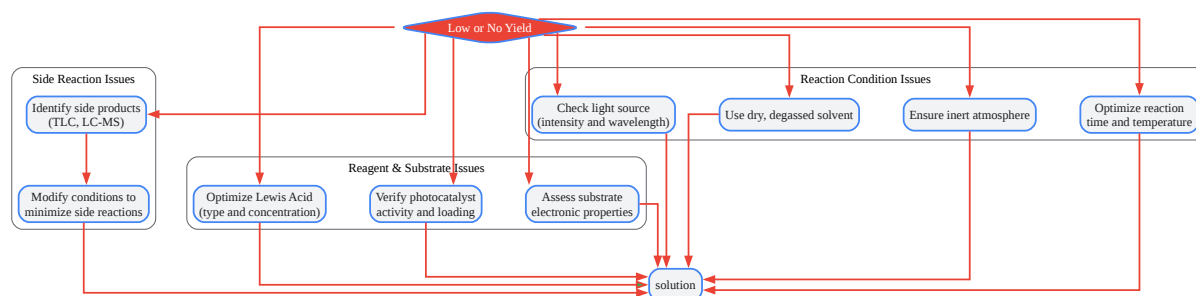 Low or No Yield
Side Reaction Issues
Reaction Condition Issues
Identify side products
(TLC, LC-MS)
Check light source
(intensity and wavelength)
Use dry, degassed solvent
Ensure inert atmosphere
Optimize reaction
time and temperature
Reagent & Substrate Issues
Modify conditions to
minimize side reactions
Optimize Lewis Acid
(type and concentration)
Verify photocatalyst
activity and loading
Assess substrate
electronic properties
solution